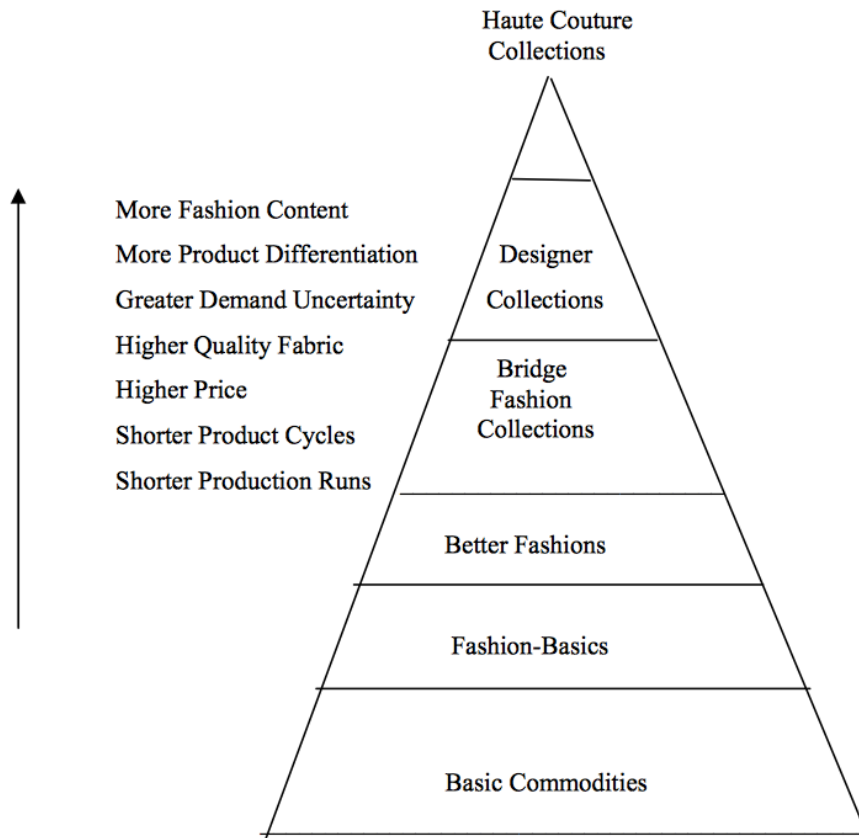 Haute Couture
Collections
More Fashion Content
More Product Differentiation
Greater Demand Uncertainty
Higher Quality Fabric
Higher Price
Shorter Product Cycles
Shorter Production Runs
Designer
Collections
Bridge
Fashion
Collections
Better Fashions
Fashion-Basics
Basic Commodities